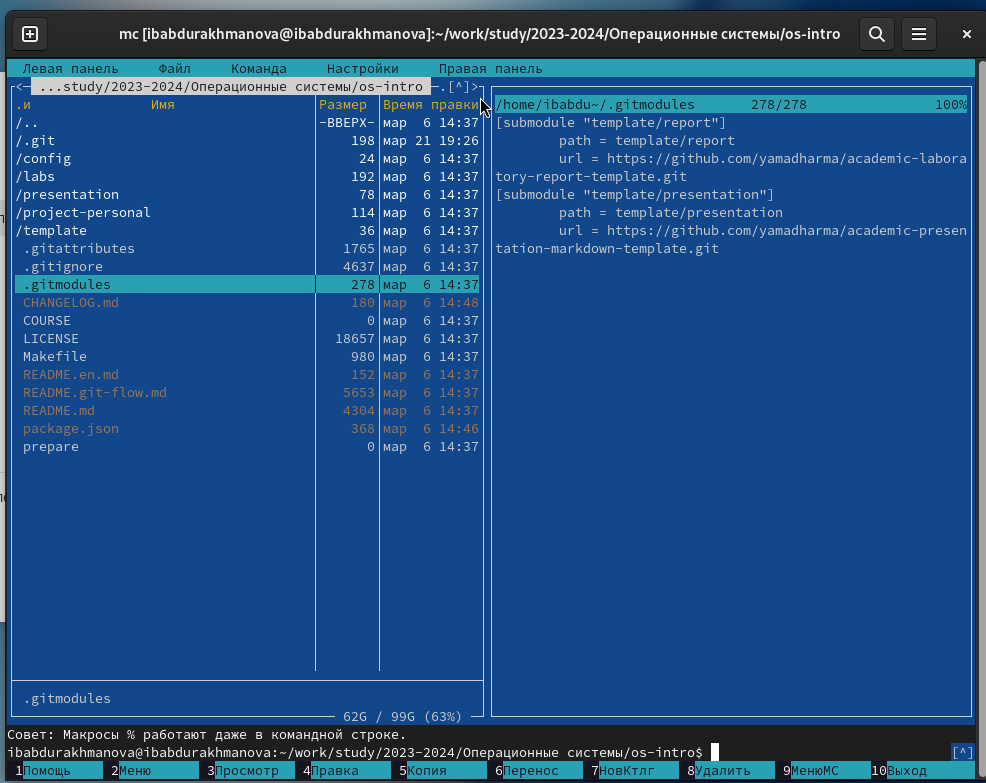 mc [ibabdurakhmanova@ibabdurakhmanova]:~/work/study/2023-2024/Операционные системы/os-intro
Левая панель Файл Команда Настройки Правая панель
<─ ...study/2023-2024/Операционные системы/os-intro ─.[^]>
.и Имя Размер Время правки
/.. -ВВЕРХ- мар 6 14:37
/.git 198 мар 21 19:26
/config 24 мар 6 14:37
/labs 192 мар 6 14:37
/presentation 78 мар 6 14:37
/project-personal 114 мар 6 14:37
/template 36 мар 6 14:37
.gitattributes 1765 мар 6 14:37
.gitignore 4637 мар 6 14:37
.gitmodules 278 мар 6 14:37
CHANGELOG.md 180 мар 6 14:48
COURSE 0 мар 6 14:37
LICENSE 18657 мар 6 14:37
Makefile 980 мар 6 14:37
README.en.md 152 мар 6 14:37
README.git-flow.md 5653 мар 6 14:37
README.md 4304 мар 6 14:37
package.json 368 мар 6 14:46
prepare 0 мар 6 14:37
.gitmodules
62G / 99G (63%)
/home/ibabdu~/.gitmodules 278/278 100%
[submodule "template/report"]
path = template/report
url = https://github.com/yamadharma/academic-labora
tory-report-template.git
[submodule "template/presentation"]
path = template/presentation
url = https://github.com/yamadharma/academic-presen
tation-markdown-template.git
Совет: Макросы % работают даже в командной строке.
ibabdurakhmanova@ibabdurakhmanova:~/work/study/2023-2024/Операционные системы/os-intro$ [^]
1Помощь 2Меню 3Просмотр 4Правка 5Копия 6Перенос 7НовКтлг 8Удалить 9МенюMC 10Выход